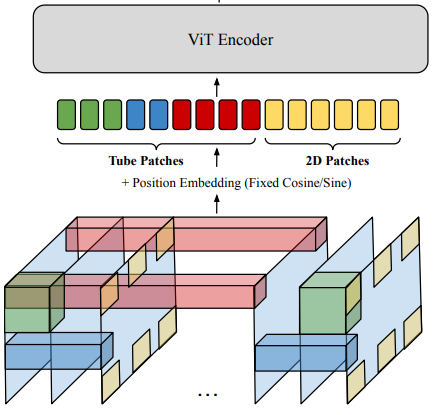 ViT Encoder
Tube Patches
2D Patches
+ Position Embedding (Fixed Cosine/Sine)
...